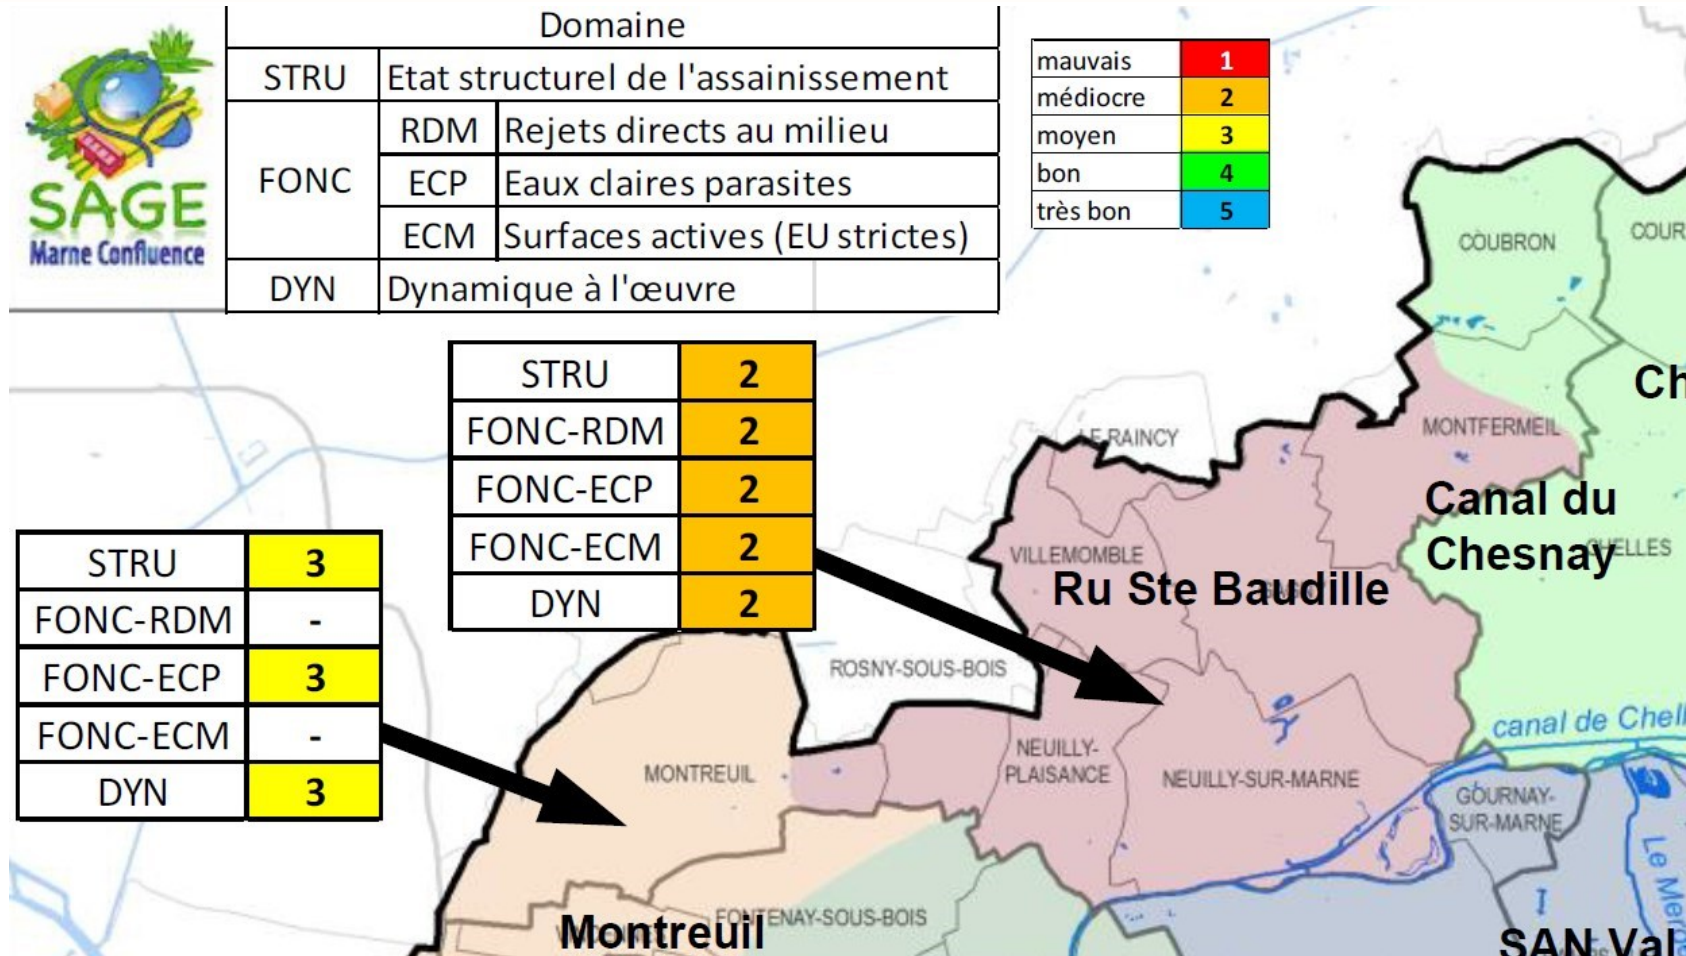 SAGE
Marne Confluence
Domaine
STRU Etat structurel de l'assainissement
FONC
RDM Rejets directs au milieu
ECP Eaux claires parasites
ECM Surfaces actives (EU strictes)
DYN Dynamique à l'œuvre
mauvais 1
médiocre 2
moyen 3
bon 4
très bon 5
COUBRON
COUR
Ch
STRU 2
FONC-RDM 2
FONC-ECP 2
FONC-ECM 2
DYN 2
LE RAINCY
MONTFERMEIL
Canal du
Chesnay
CHELLES
VILLEMOMBLE
Ru Ste Baudille
STRU 3
FONC-RDM -
FONC-ECP 3
FONC-ECM -
DYN 3
ROSNY-SOUS-BOIS
canal de Chell
MONTREUIL
NEUILLY-
PLAISANCE
NEUILLY-SUR-MARNE
GOURNAY-
SUR-MARNE
Le Merd
FONTENAY-SOUS-BOIS
VINCENNES
Montreuil
SAN Val